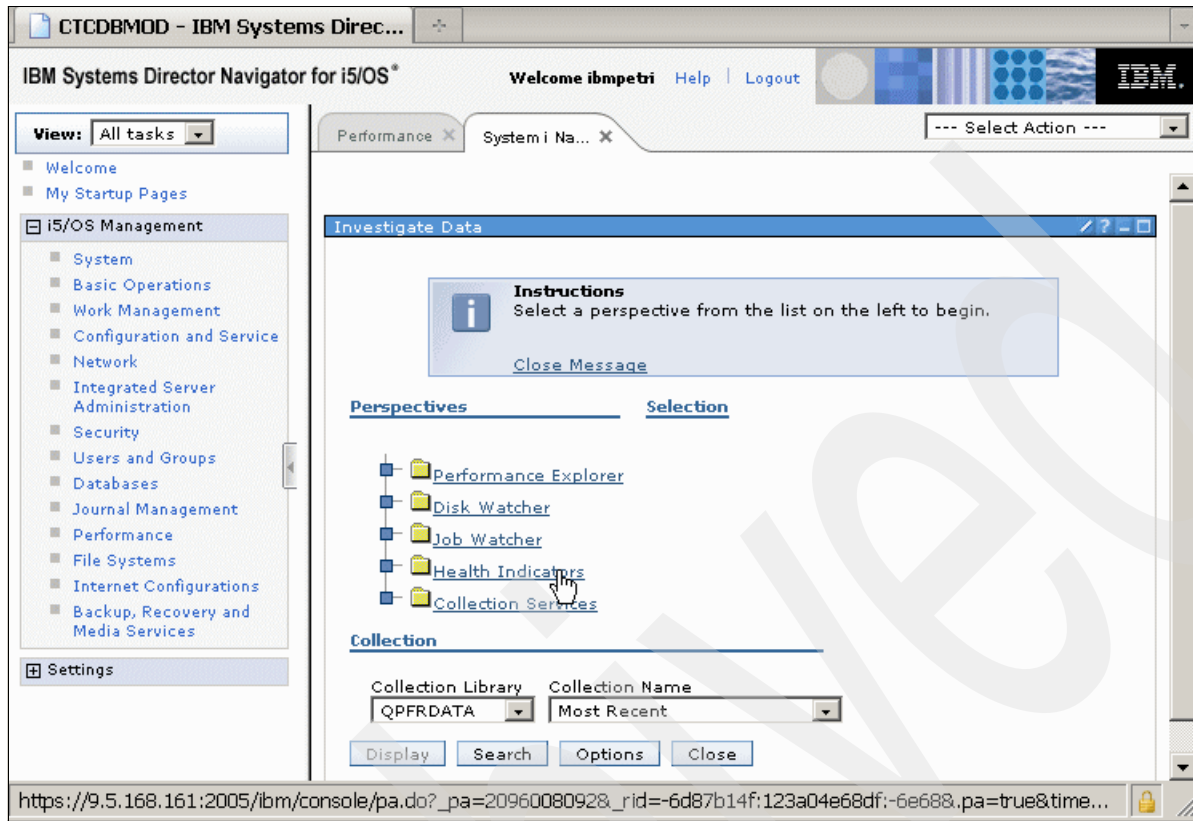 CTCDBMOD - IBM Systems Direc...
IBM Systems Director Navigator for i5/OS®
Welcome ibmpetri Help Logout
IBM.
View: All tasks
Welcome
My Startup Pages
i5/OS Management
System
Basic Operations
Work Management
Configuration and Service
Network
Integrated Server
Administration
Security
Users and Groups
Databases
Journal Management
Performance
File Systems
Internet Configurations
Backup, Recovery and
Media Services
Settings
Performance
System i Na...
--- Select Action ---
Investigate Data
Instructions
Select a perspective from the list on the left to begin.
Close Message
Perspectives Selection
Performance Explorer
Disk Watcher
Job Watcher
Health Indicators
Collection Services
Collection
Collection Library Collection Name
QPFRDATA Most Recent
Display Search Options Close
https://9.5.168.161:2005/ibm/console/pa.do?_pa=2096008092&_rid=-6d87b14f:123a04e68df:-6e68&.pa=true&time...